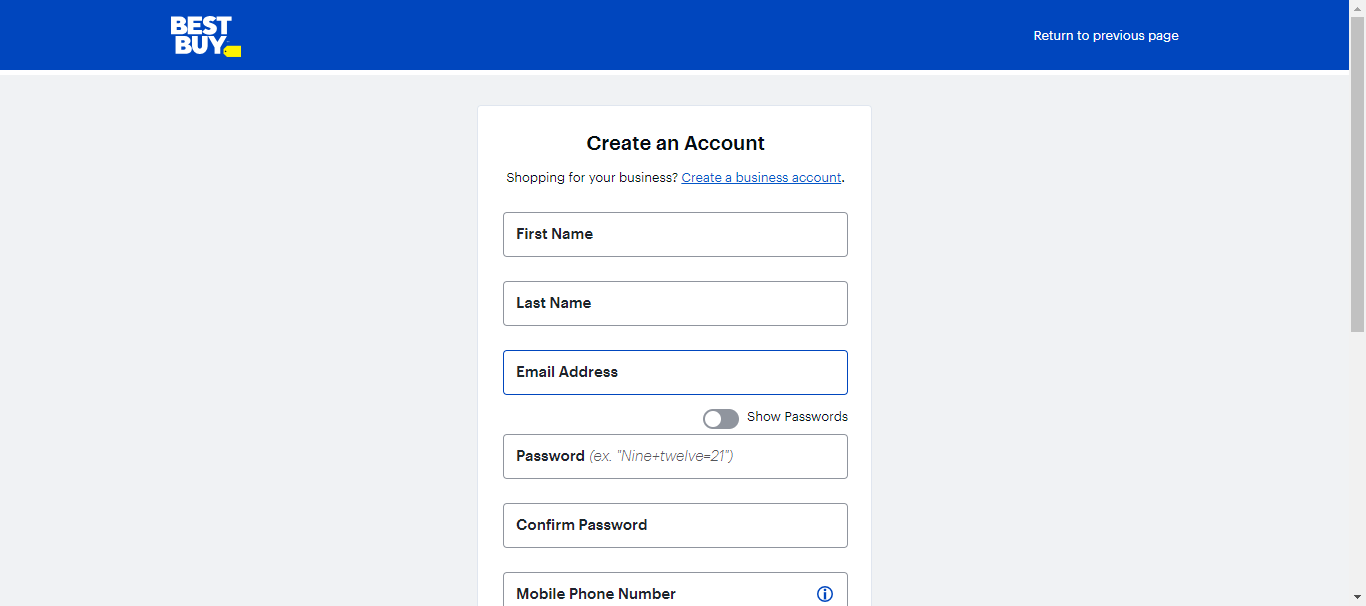 BEST
BUY
Return to previous page
Create an Account
Shopping for your business? Create a business account.
First Name
Last Name
Email Address
Show Passwords
Password (ex. "Nine+twelve=21")
Confirm Password
Mobile Phone Number